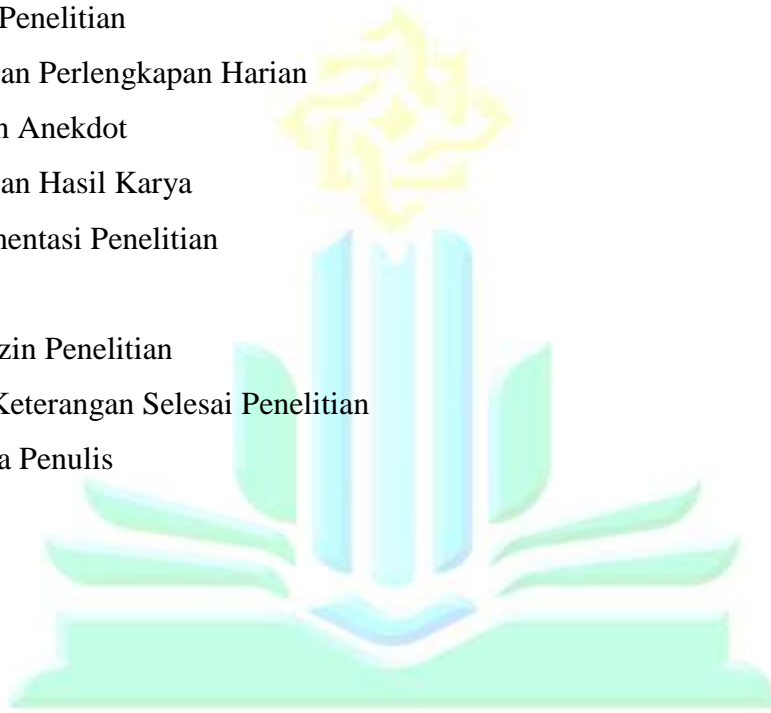 Penelitian
an Perlengkapan Harian
n Anekdot
an Hasil Karya
nentasi Penelitian
zin Penelitian
Keterangan Selesai Penelitian
a Penulis